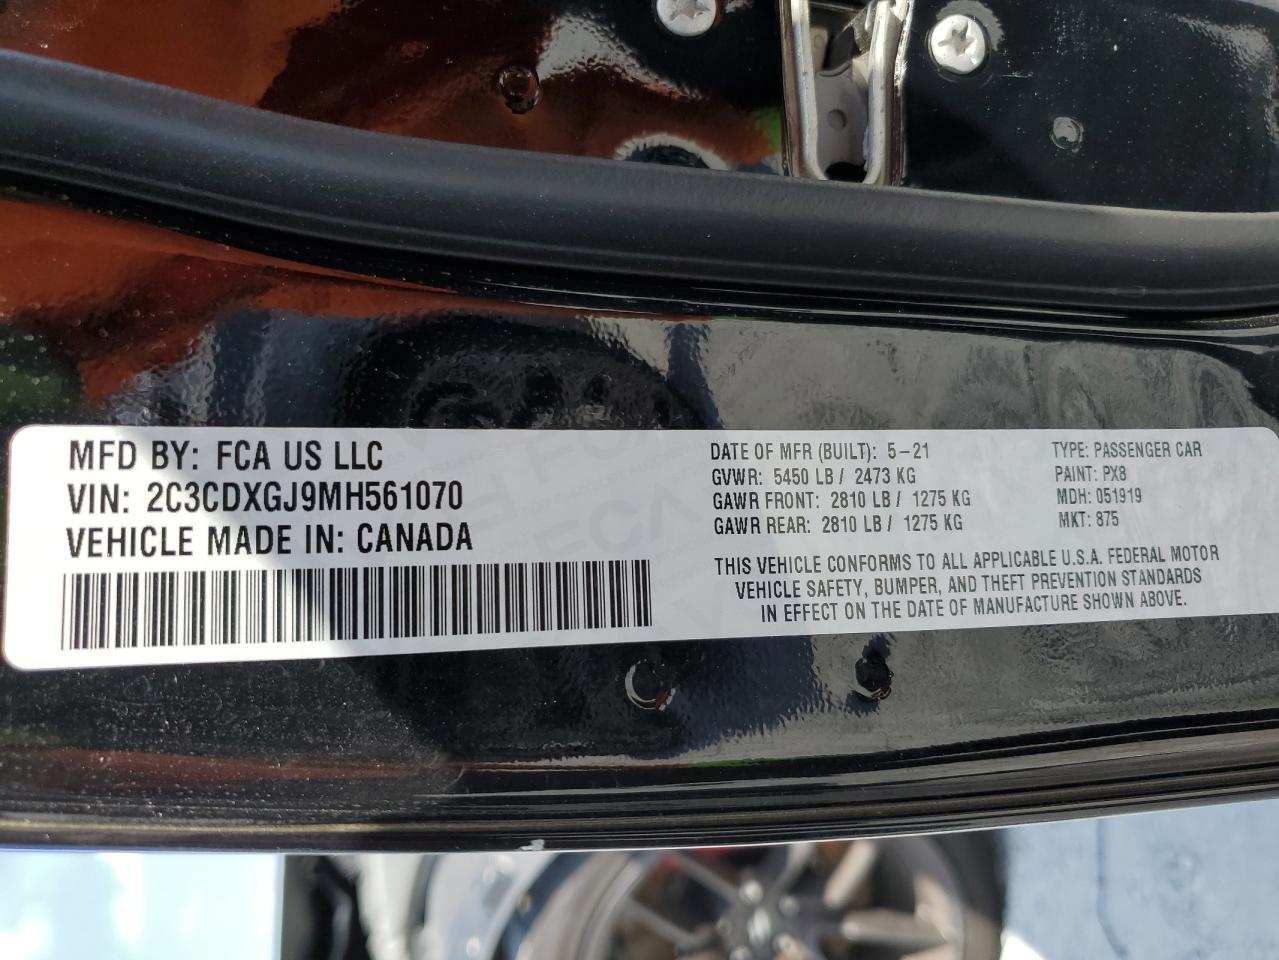 MFD BY: FCA US LLC
VIN: 2C3CDXGJ9MH561070
VEHICLE MADE IN: CANADA
DATE OF MFR (BUILT): 5-21
GVWR: 5450 LB / 2473 KG
GAWR FRONT: 2810 LB / 1275 KG
GAWR REAR: 2810 LB / 1275 KG
TYPE: PASSENGER CAR
PAINT: PX8
MDH: 051919
MKT: 875
THIS VEHICLE CONFORMS TO ALL APPLICABLE U.S.A. FEDERAL MOTOR
VEHICLE SAFETY, BUMPER, AND THEFT PREVENTION STANDARDS
IN EFFECT ON THE DATE OF MANUFACTURE SHOWN ABOVE.